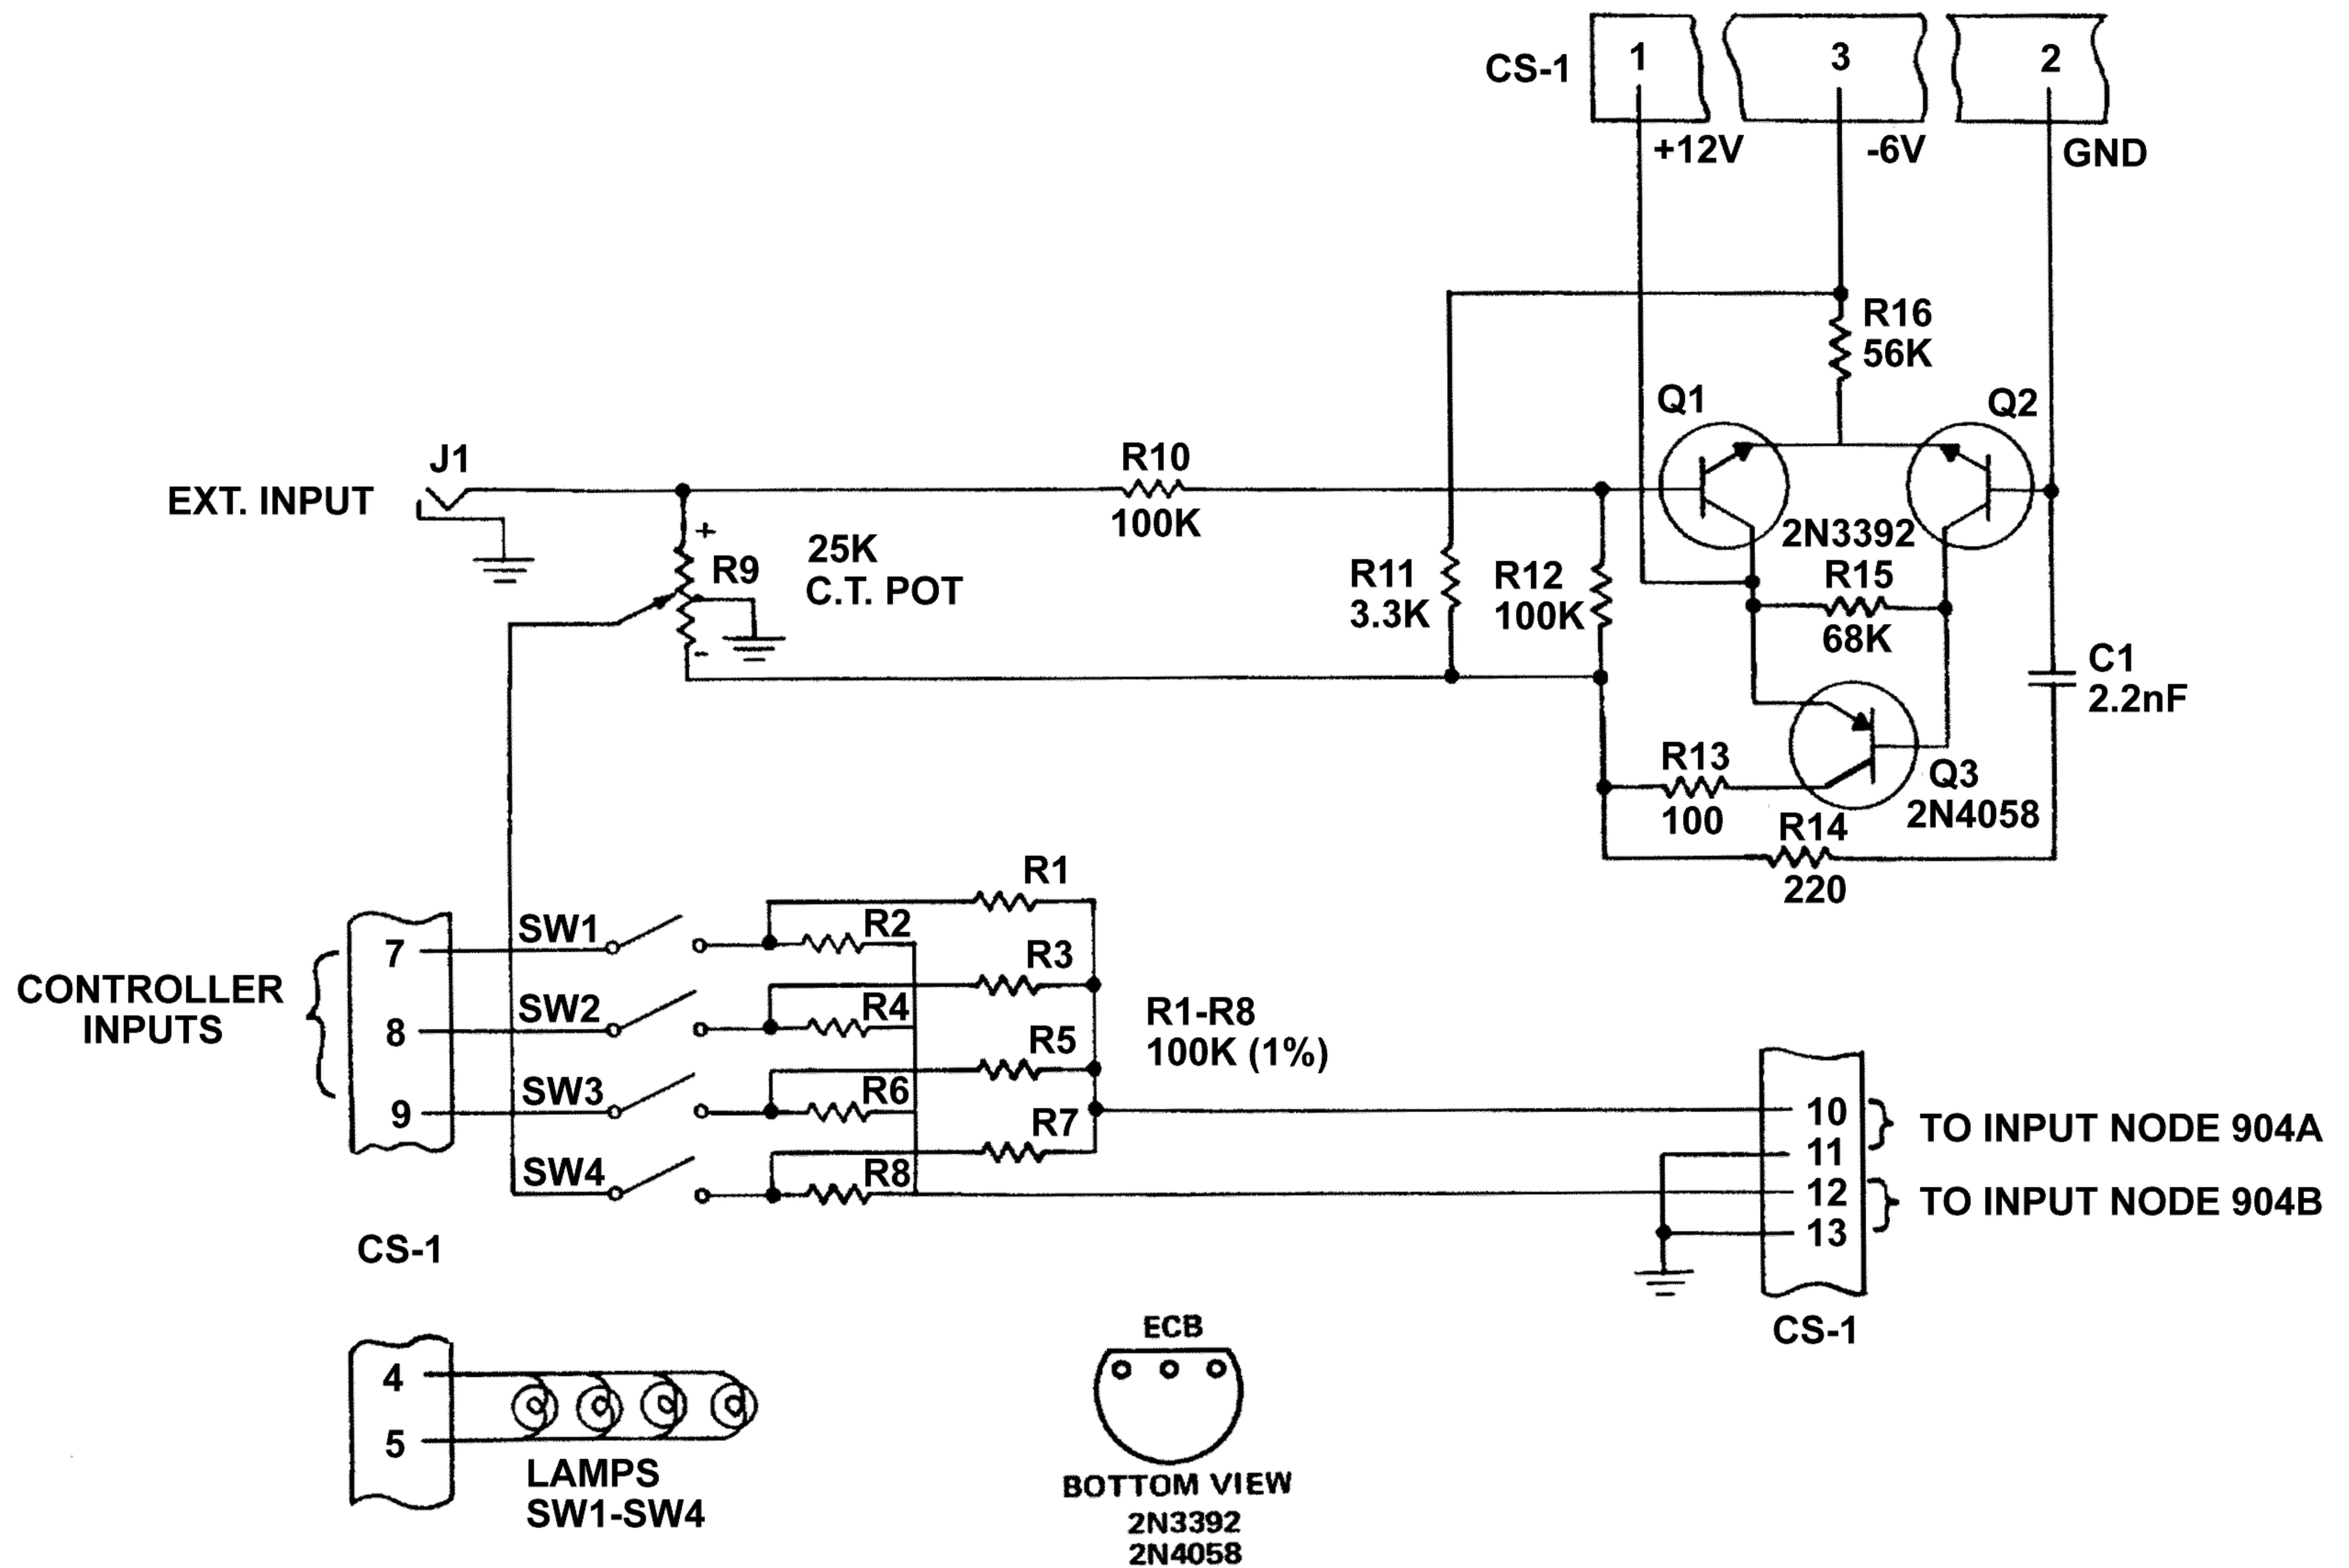 CS-1
1
3
2
+12V
-6V
GND
R16
56K
Q1
Q2
J1
EXT. INPUT
R10
100K
2N3392
+
R9
-
25K
C.T. POT
R11
3.3K
R12
100K
R15
68K
C1
2.2nF
R13
100
Q3
2N4058
R14
220
CONTROLLER
INPUTS
7
8
9
SW1
SW2
SW3
SW4
R1
R2
R3
R4
R5
R6
R7
R8
R1-R8
100K (1%)
10
11
12
13
TO INPUT NODE 904A
TO INPUT NODE 904B
CS-1
CS-1
4
5
LAMPS
SW1-SW4
ECB
BOTTOM VIEW
2N3392
2N4058